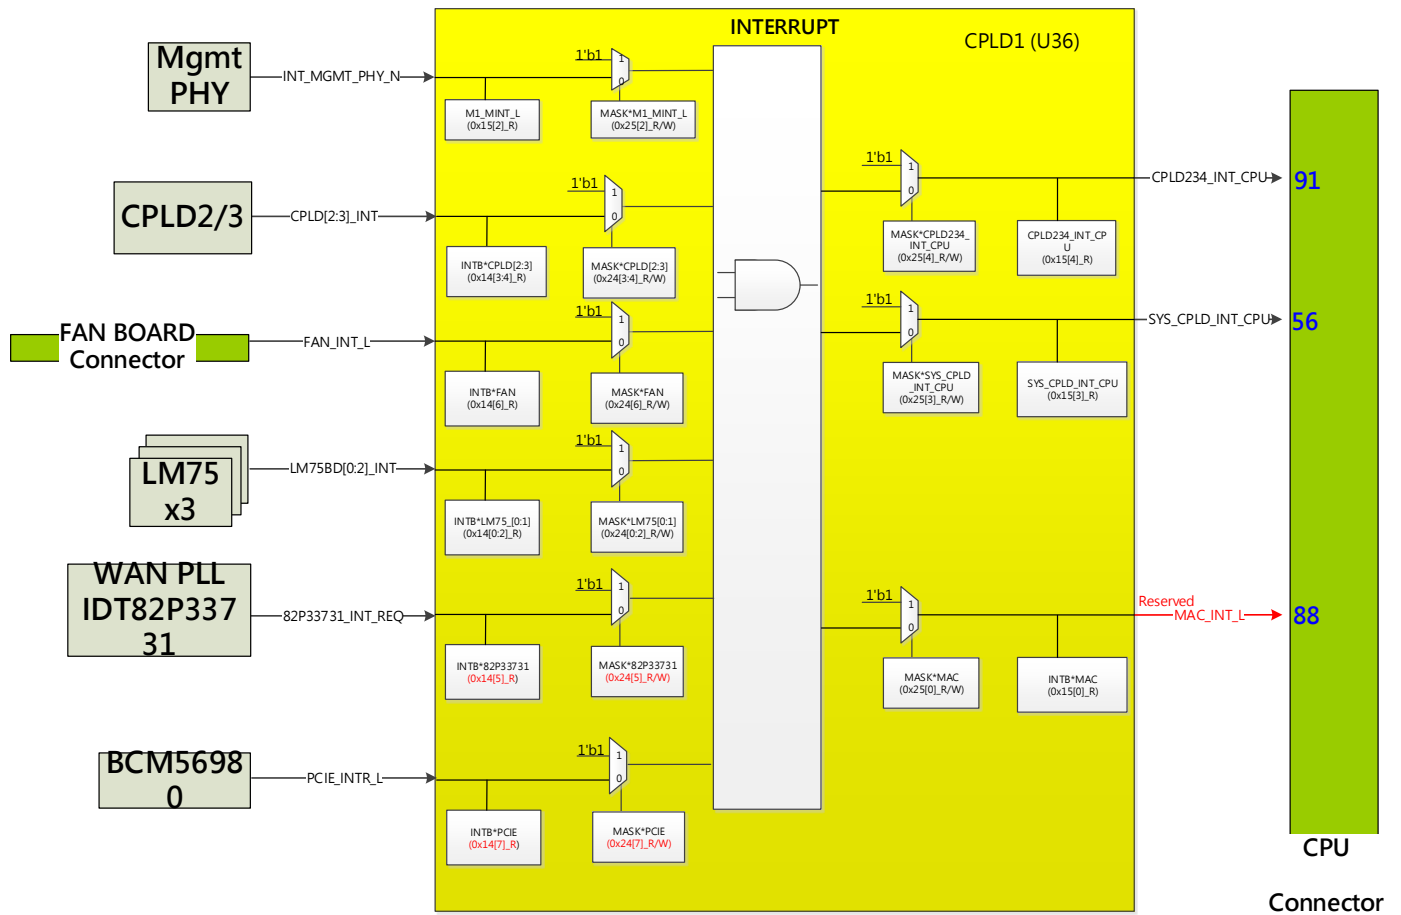 INTERRUPT
CPLD1 (U36)
Mgmt
PHY
INT_MGMT_PHY_N
1'b1
1
0
M1_MINT_L
(0x15[2]_R)
MASK*M1_MINT_L
(0x25[2]_R/W)
CPLD2/3
CPLD[2:3]_INT
1'b1
1
0
INTB*CPLD[2:3]
(0x14[3:4]_R)
MASK*CPLD[2:3]
(0x24[3:4]_R/W)
FAN BOARD
Connector
FAN_INT_L
1'b1
1
0
INTB*FAN
(0x14[6]_R)
MASK*FAN
(0x24[6]_R/W)
LM75
x3
LM75BD[0:2]_INT
1'b1
1
0
INTB*LM75_[0:1]
(0x14[0:2]_R)
MASK*LM75[0:1]
(0x24[0:2]_R/W)
WAN PLL
IDT82P337
31
82P33731_INT_REQ
1'b1
1
0
INTB*82P33731
(0x14[5]_R)
MASK*82P33731
(0x24[5]_R/W)
BCM5698
0
PCIE_INTR_L
1'b1
1
0
INTB*PCIE
(0x14[7]_R)
MASK*PCIE
(0x24[7]_R/W)
1'b1
1
0
MASK*CPLD234_
INT_CPU
(0x25[4]_R/W)
CPLD234_INT_CP
U
(0x15[4]_R)
CPLD234_INT_CPU
91
1'b1
1
0
MASK*SYS_CPLD
_INT_CPU
(0x25[3]_R/W)
SYS_CPLD_INT_CPU
(0x15[3]_R)
SYS_CPLD_INT_CPU
56
1'b1
1
0
MASK*MAC
(0x25[0]_R/W)
INTB*MAC
(0x15[0]_R)
Reserved
MAC_INT_L
88
CPU
Connector